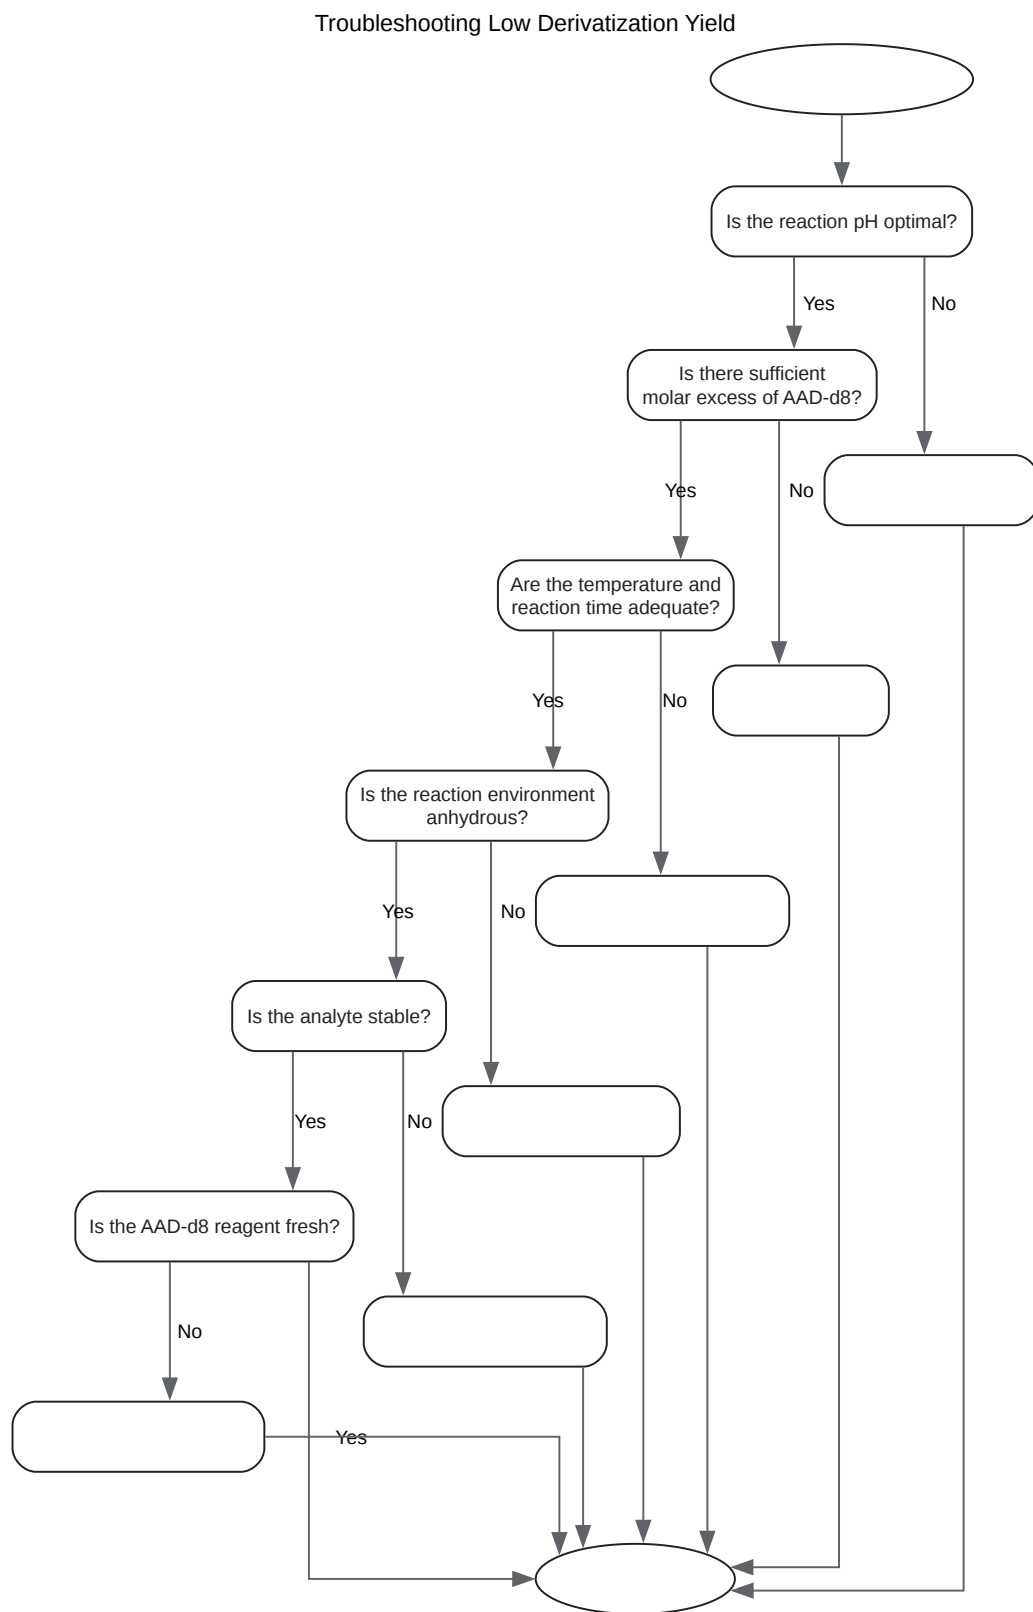 Troubleshooting Low Derivatization Yield
Is the reaction pH optimal?
Yes
No
Is there sufficient
molar excess of AAD-d8?
Yes
No
Are the temperature and
reaction time adequate?
Yes
No
Is the reaction environment
anhydrous?
Yes
No
Is the analyte stable?
Yes
No
Is the AAD-d8 reagent fresh?
No
Yes